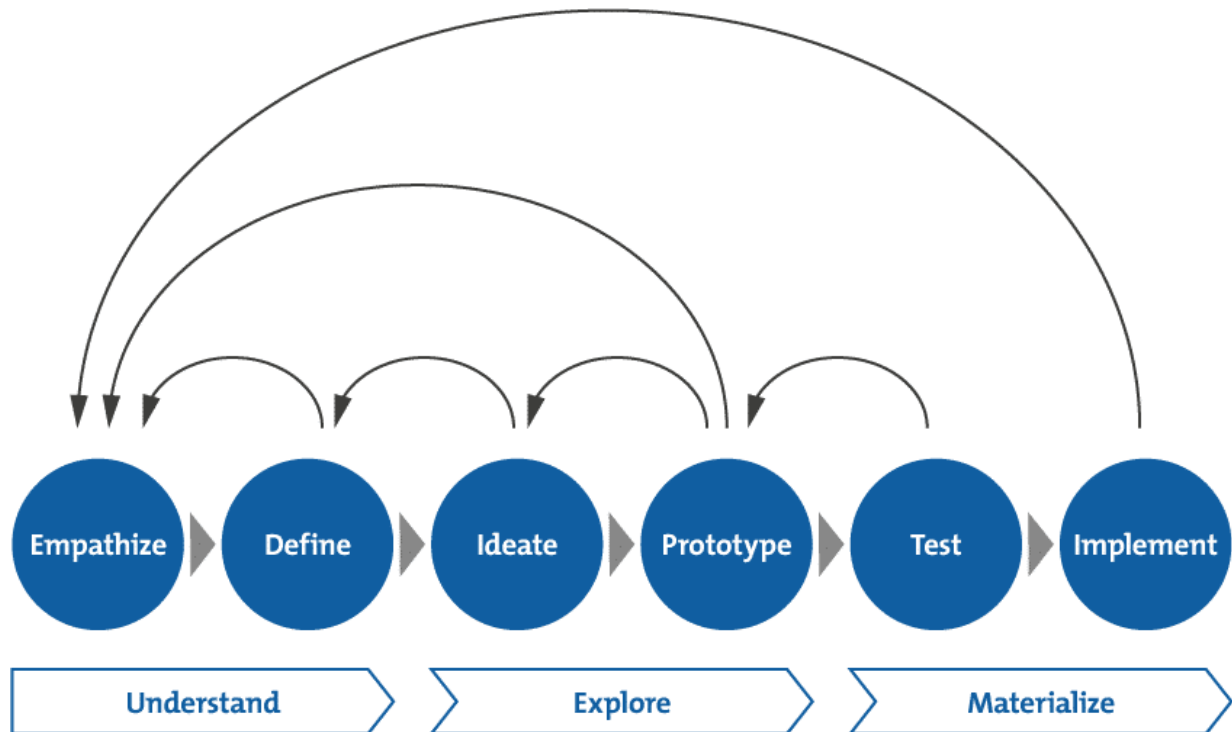 Empathize
Define
Ideate
Prototype
Test
Implement
Understand
Explore
Materialize